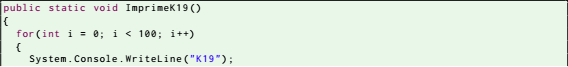 public static void ImprimeK19()
{
for(int i = 0; i < 100; i++)
{
System.Console.WriteLine("K19");